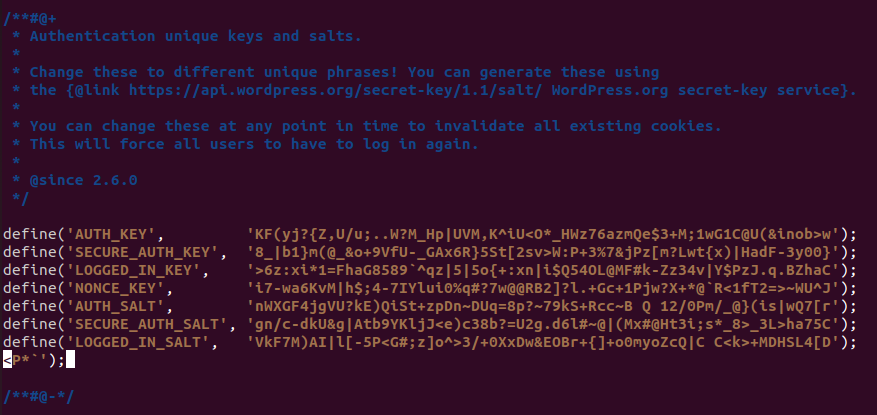 /**#@+
 * Authentication unique keys and salts.
 *
 * Change these to different unique phrases! You can generate these using
 * the {@link https://api.wordpress.org/secret-key/1.1/salt/ WordPress.org secret-key service}.
 *
 * You can change these at any point in time to invalidate all existing cookies.
 * This will force all users to have to log in again.
 *
 * @since 2.6.0
 */
define('AUTH_KEY',         'KF(yj?{Z,U/u;..W?M_Hp|UVM,K^iU<O*_HWz76azmQe$3+M;1wG1C@U(&inob>w');
define('SECURE_AUTH_KEY',  '8_|b1}m(@_&o+9VfU-_GAx6R}5St[2sv>W:P+3%7&jPz[m?Lwt{x)|HadF-3y00}');
define('LOGGED_IN_KEY',    '>6z:xi*1=FhaG8589`^qz|5|5o{+:xn|i$Q54OL@MF#k-Zz34v|Y$PzJ.q.BZhaC');
define('NONCE_KEY',        'i7-wa6KvM|h$;4-7IYlui0%q#?7w@@RB2]?l.+Gc+1Pjw?X+*@`R<1fT2=>~WU^J');
define('AUTH_SALT',        'nWXGF4jgVU?kE)QiSt+zpDn~DUq=8p?~79kS+Rcc~B Q 12/0Pm/_@}(is|wQ7[r');
define('SECURE_AUTH_SALT', 'gn/c-dkU&g|Atb9YKljJ<e)c38b?=U2g.d6l#~@|(Mx#@Ht3i;s*_8>_3L>ha75C');
define('LOGGED_IN_SALT',   'VkF7M)AI|l[-5P<G#;z]o^>3/+0XxDw&EOBr+{]+o0myoZcQ|C C<k>+MDHSL4[D');
<P*`');
/**#@-*/